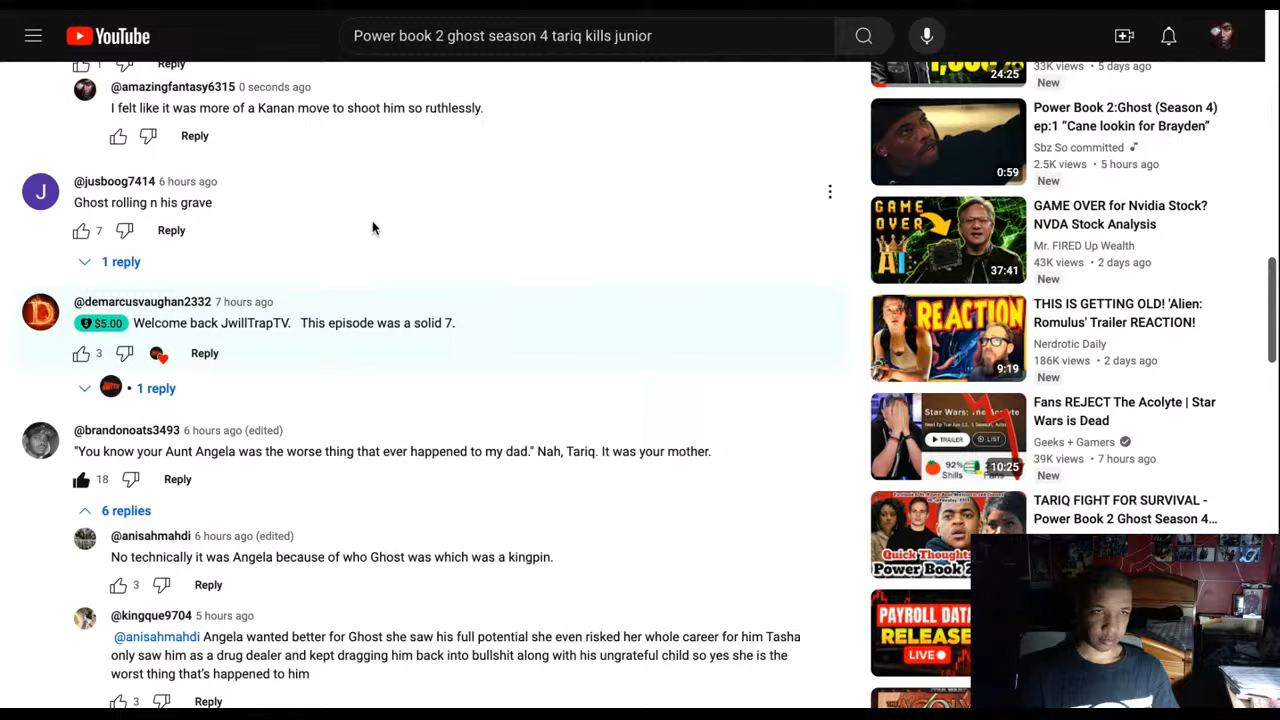 YouTube
Power book 2 ghost season 4 tariq kills junior
1
Reply
@amazingfantasy6315 0 seconds ago
I felt like it was more of a Kanan move to shoot him so ruthlessly.
Reply
J
@jusboog7414 6 hours ago
Ghost rolling n his grave
7
Reply
1 reply
D
@demarcusvaughan2332 7 hours ago
$5.00 Welcome back JwillTrapTV. This episode was a solid 7.
3
Reply
• 1 reply
@brandonoats3493 6 hours ago (edited)
"You know your Aunt Angela was the worse thing that ever happened to my dad." Nah, Tariq. It was your mother.
18
Reply
6 replies
@anisahmahdi 6 hours ago (edited)
No technically it was Angela because of who Ghost was which was a kingpin.
3
Reply
@kingque9704 5 hours ago
@anisahmahdi Angela wanted better for Ghost she saw his full potential she even risked her whole career for him Tasha
only saw him as a drug dealer and kept dragging him back into bullshit along with his ungrateful child so yes she is the
worst thing that's happened to him
3
Reply
24:25
33K views • 5 days ago
New
0:59
Power Book 2:Ghost (Season 4)
ep:1 “Cane lookin for Brayden”
Sbz So committed
2.5K views • 5 hours ago
New
GAME
OVER
AI
37:41
GAME OVER for Nvidia Stock?
NVDA Stock Analysis
Mr. FIRED Up Wealth
43K views • 2 days ago
New
REACTION
9:19
THIS IS GETTING OLD! 'Alien:
Romulus' Trailer REACTION!
Nerdrotic Daily
186K views • 2 days ago
New
Star Wars: The Acolyte
TRAILER
LIST
92%
Shills
Fans
10:25
Fans REJECT The Acolyte | Star
Wars is Dead
Geeks + Gamers
39K views • 7 hours ago
New
Quick Thoughts
Power Book 2
TARIQ FIGHT FOR SURVIVAL -
Power Book 2 Ghost Season 4...
PAYROLL DATA
RELEASE
LIVE